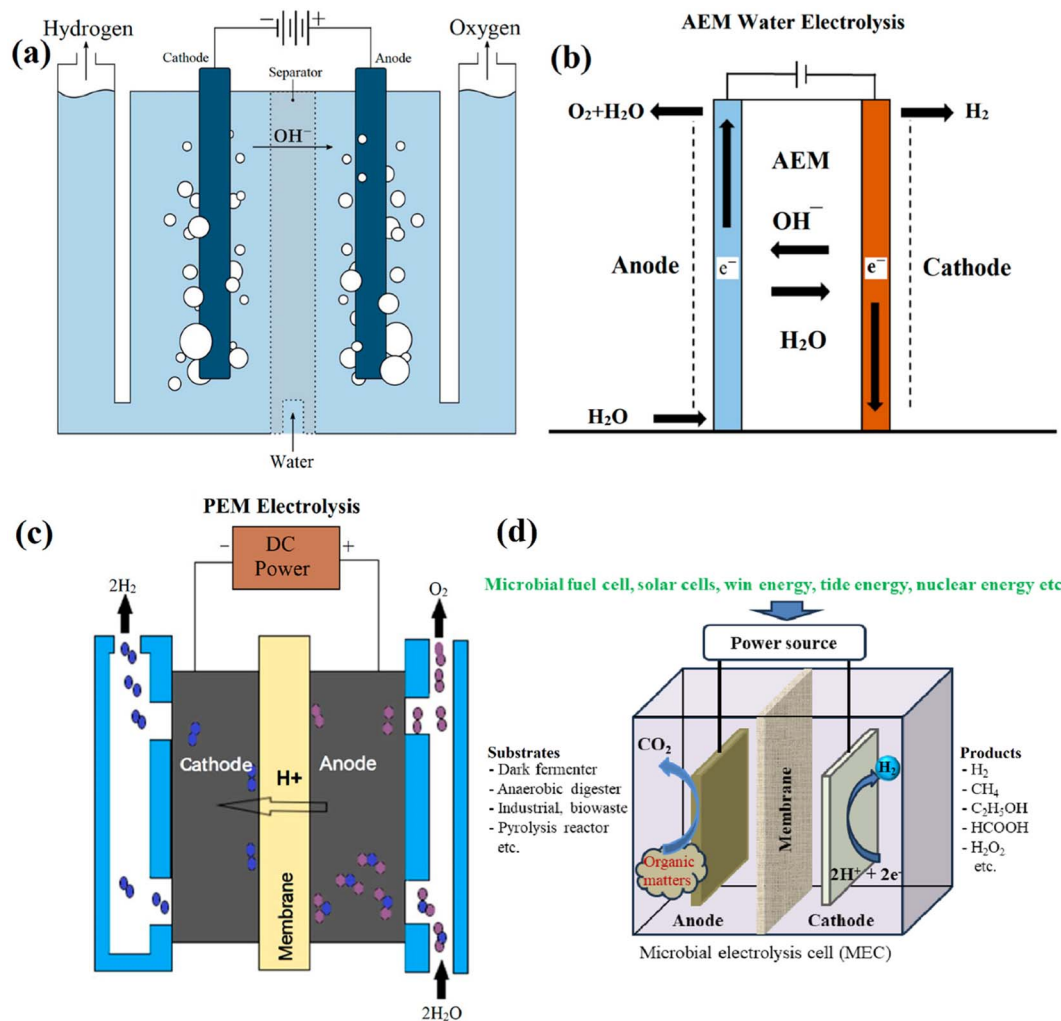 (a)
Hydrogen
Oxygen
− +
Cathode
Anode
Separator
OH⁻
Water
(b)
AEM Water Electrolysis
O₂+H₂O
H₂
AEM
OH⁻
Anode
e⁻
e⁻
Cathode
H₂O
H₂O
(c)
PEM Electrolysis
− DC +
Power
2H₂
O₂
Cathode
H+
Anode
Membrane
2H₂O
(d)
Microbial fuel cell, solar cells, win energy, tide energy, nuclear energy etc
Power source
CO₂
Substrates
- Dark fermenter
- Anaerobic digester
- Industrial, biowaste
- Pyrolysis reactor
etc.
Organic
matters
Membrane
H₂
2H⁺ + 2e⁻
Anode
Cathode
Products
- H₂
- CH₄
- C₂H₅OH
- HCOOH
- H₂O₂
etc.
Microbial electrolysis cell (MEC)